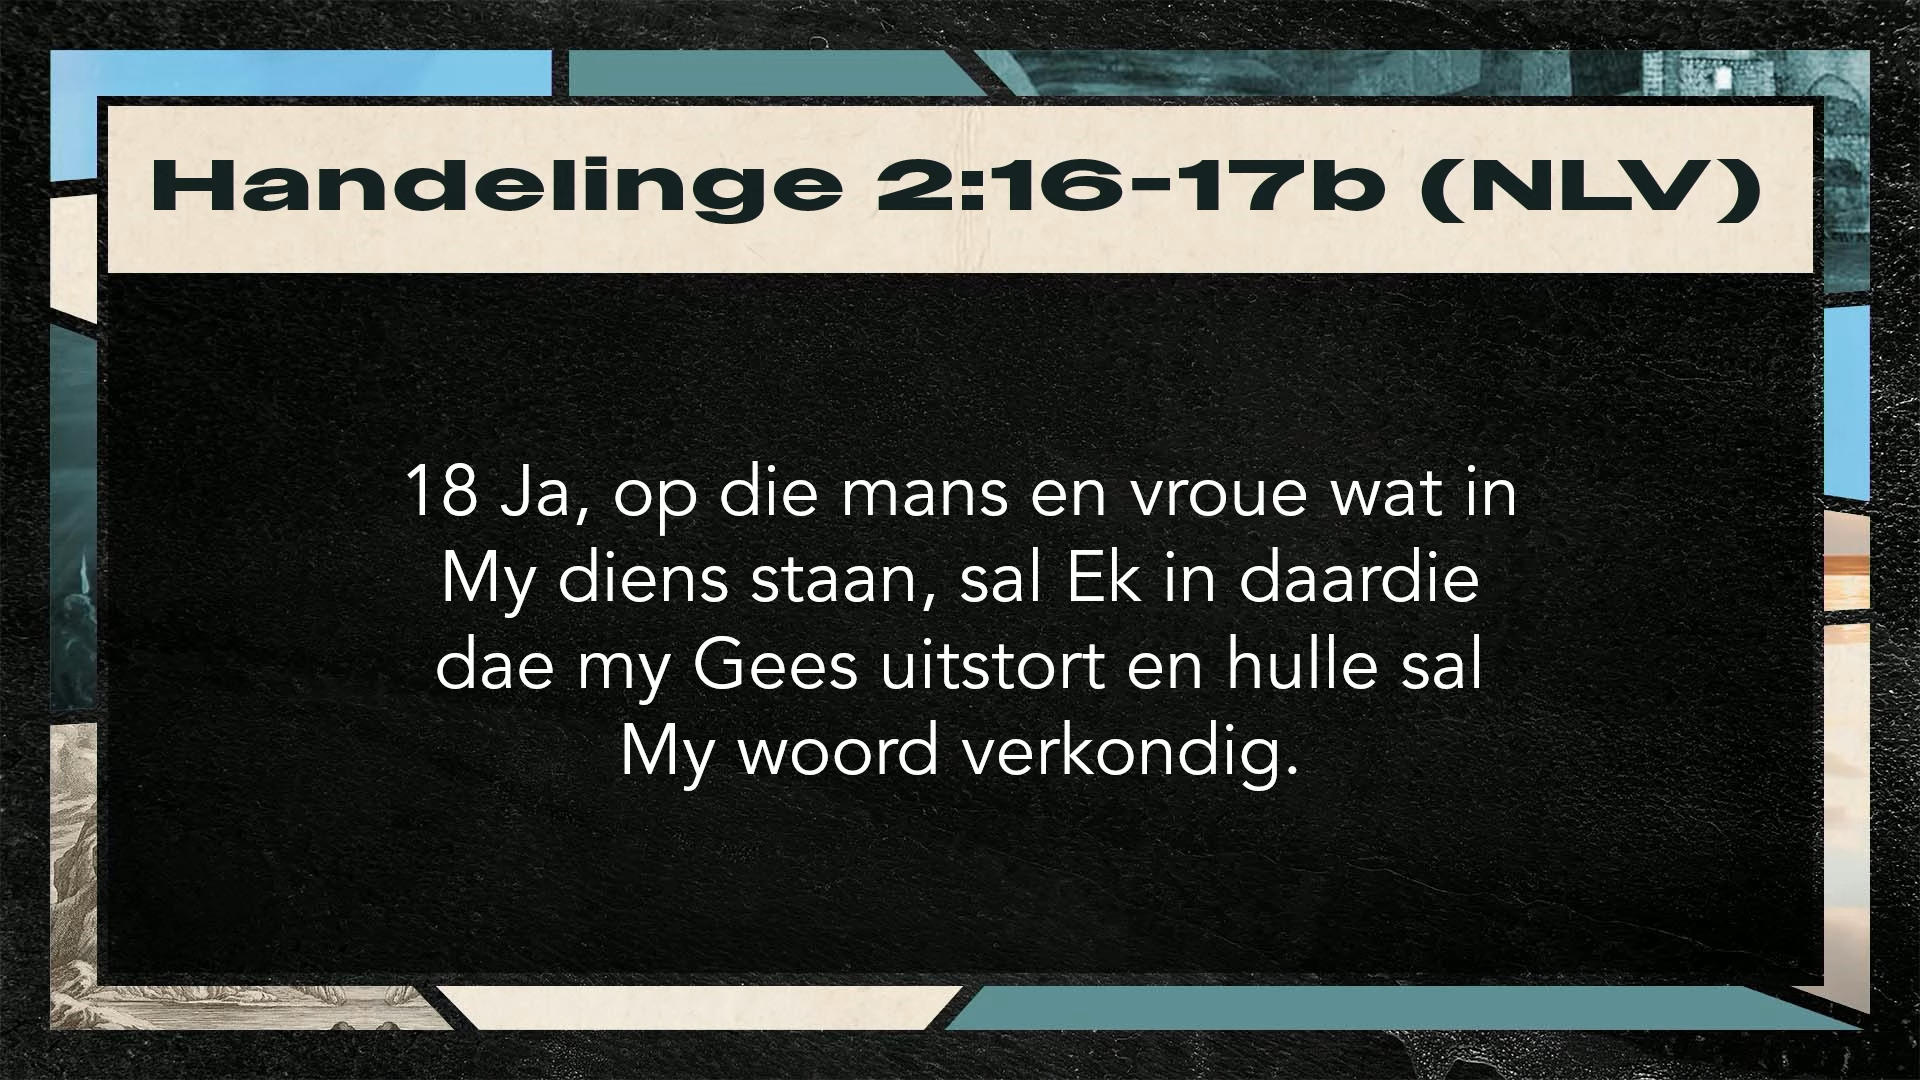 Handelinge 2:16-17b (NLV)
18 Ja, op die mans en vroue wat in
My diens staan, sal Ek in daardie
dae my Gees uitstort en hulle sal
My woord verkondig.